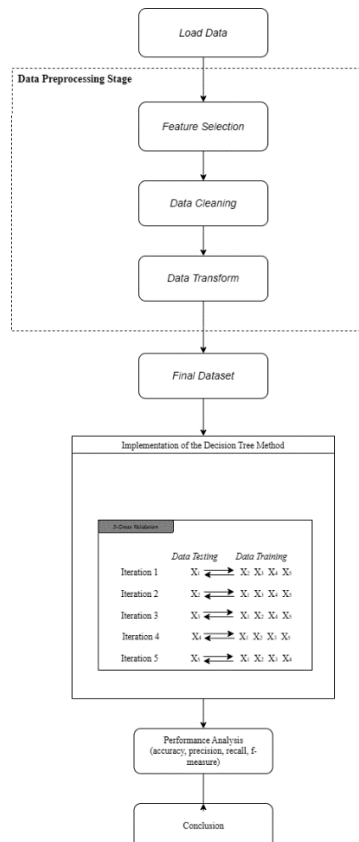 Load Data
Data Preprocessing Stage
Feature Selection
Data Cleaning
Data Transform
Final Dataset
Implementation of the Decision Tree Method
5-Cross Validation
Data Testing Data Training
Iteration 1 X₁ X₂ X₃ X₄ X₅
Iteration 2 X₂ X₁ X₃ X₄ X₅
Iteration 3 X₃ X₁ X₂ X₄ X₅
Iteration 4 X₄ X₁ X₂ X₃ X₅
Iteration 5 X₅ X₁ X₂ X₃ X₄
Performance Analysis
(accuracy, precision, recall, f-
measure)
Conclusion